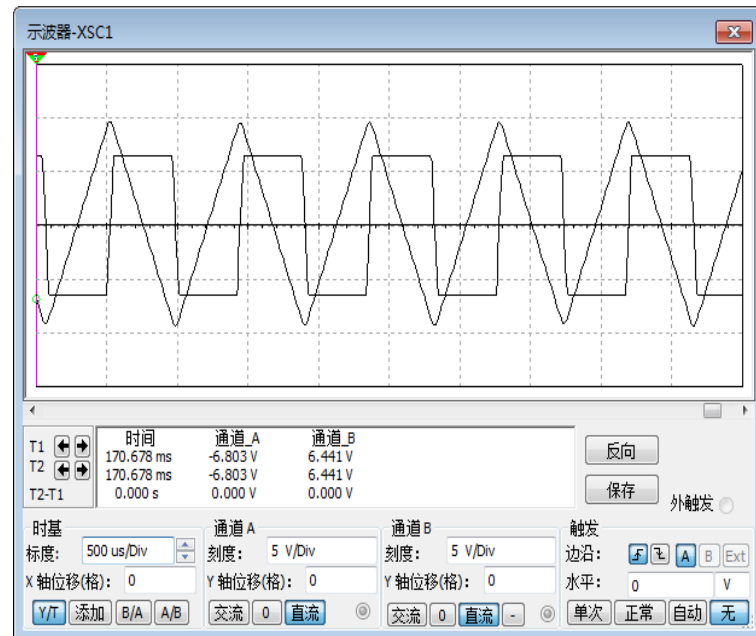 示波器-XSC1
T1
T2
T2-T1
时间 通道_A 通道_B
170.678 ms -6.803 V 6.441 V
170.678 ms -6.803 V 6.441 V
0.000 s 0.000 V 0.000 V
反向
保存
外触发
时基
标度: 500 us/Div
X 轴位移(格): 0
Y/T 添加 B/A A/B
通道 A
刻度: 5 V/Div
Y 轴位移(格): 0
交流 0 直流
通道 B
刻度: 5 V/Div
Y 轴位移(格): 0
交流 0 直流 -
触发
边沿: A B Ext
水平: 0 V
单次 正常 自动 无